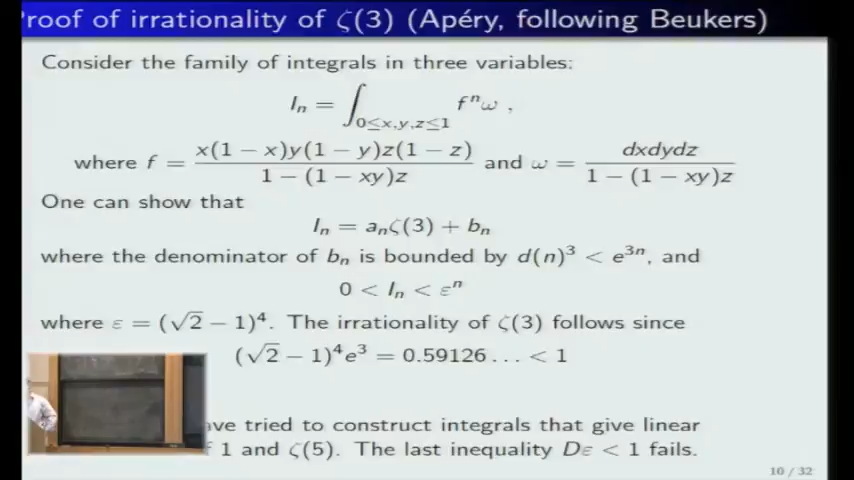 Proof of irrationality of ζ(3) (Apéry, following Beukers)
Consider the family of integrals in three variables:
I_n = ∫_{0≤x,y,z≤1} f^n ω ,
where f = x(1 − x)y(1 − y)z(1 − z) / 1 − (1 − xy)z and ω = dxdydz / 1 − (1 − xy)z
One can show that
I_n = a_n ζ(3) + b_n
where the denominator of b_n is bounded by d(n)^3 < e^{3n}, and
0 < I_n < ε^n
where ε = (√2 − 1)^4. The irrationality of ζ(3) follows since
(√2 − 1)^4 e^3 = 0.59126 . . . < 1
tried to construct integrals that give linear
1 and ζ(5). The last inequality Dε < 1 fails.
10 / 32